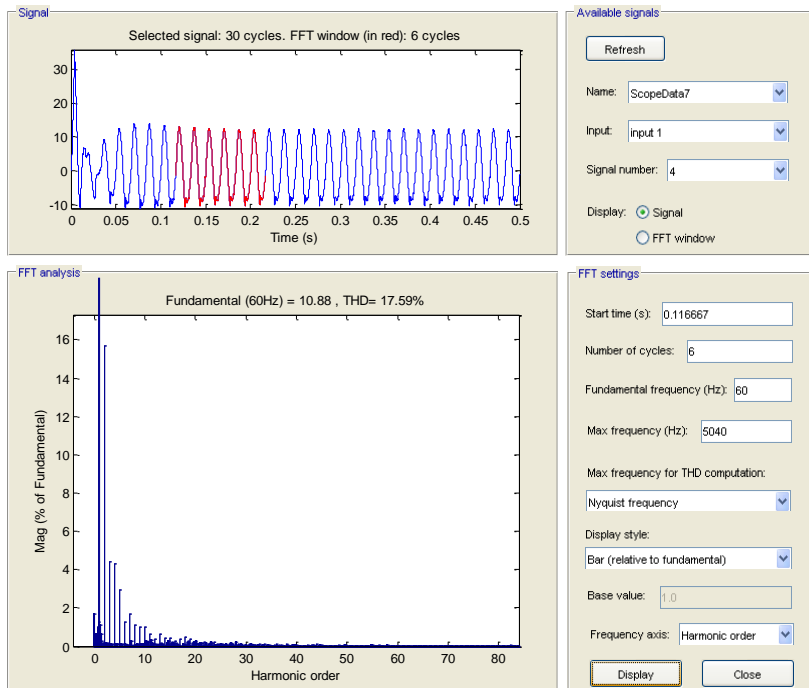 Signal
Selected signal: 30 cycles. FFT window (in red): 6 cycles
30
20
10
0
-10
0 0.05 0.1 0.15 0.2 0.25 0.3 0.35 0.4 0.45 0.5
Time (s)
Available signals
Refresh
Name: ScopeData7
Input: input 1
Signal number: 4
Display: Signal
FFT window
FFT analysis
Fundamental (60Hz) = 10.88 , THD= 17.59%
16
14
12
10
8
6
4
2
0
Mag (% of Fundamental)
0 10 20 30 40 50 60 70 80
Harmonic order
FFT settings
Start time (s): 0.116667
Number of cycles: 6
Fundamental frequency (Hz): 60
Max frequency (Hz): 5040
Max frequency for THD computation:
Nyquist frequency
Display style:
Bar (relative to fundamental)
Base value: 1.0
Frequency axis: Harmonic order
Display Close